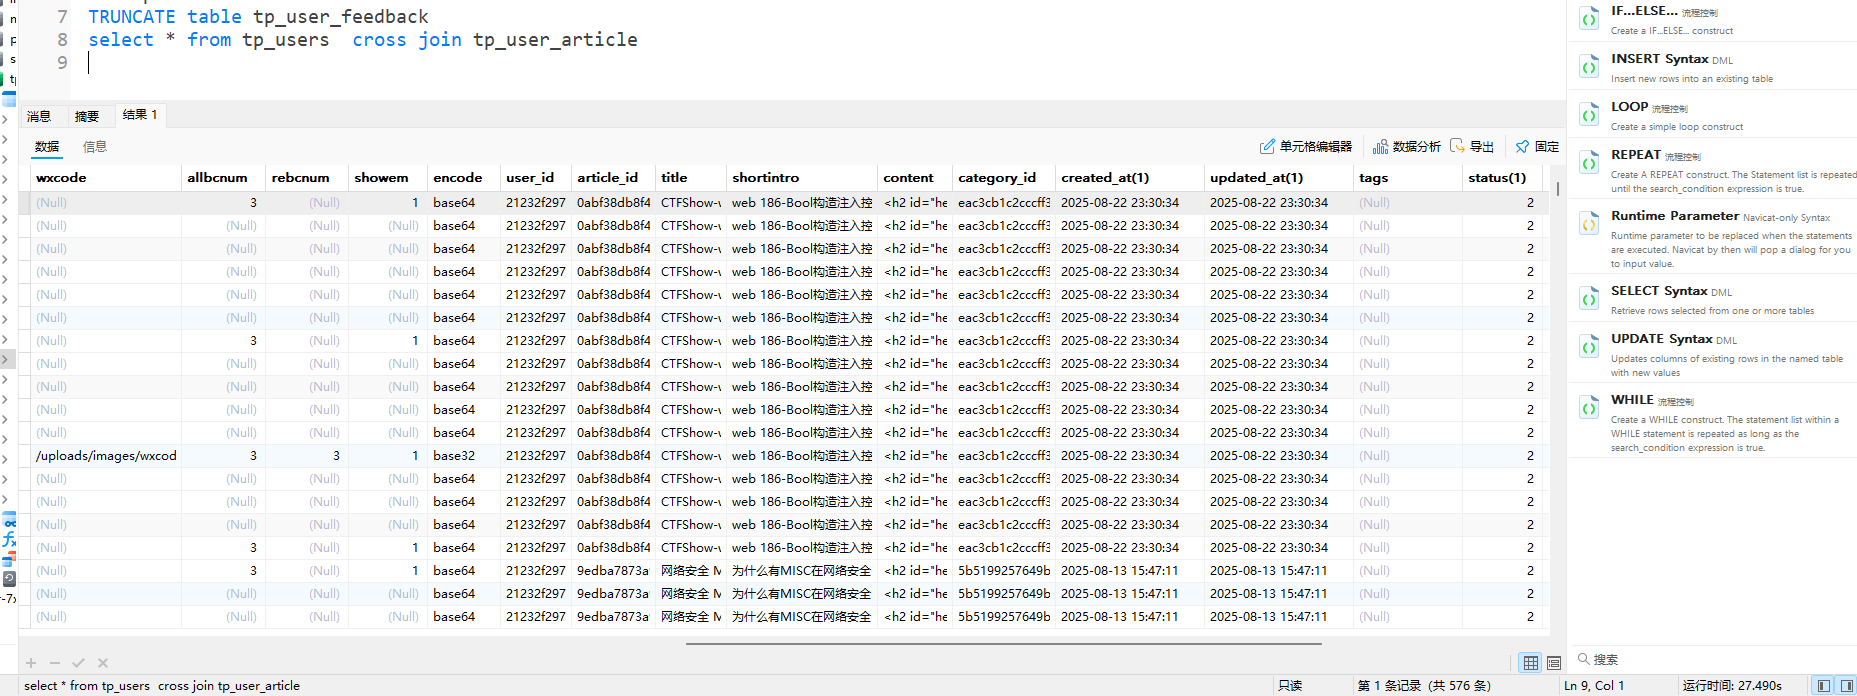 7 TRUNCATE table tp_user_feedback
8 select * from tp_users  cross join tp_user_article
9
消息 摘要 结果 1
数据 信息 单元格编辑器 数据分析 导出 固定
wxcode allbcnum rebcnum showem encode user_id article_id title shortintro content category_id created_at(1) updated_at(1) tags status(1)
(Null) 3 (Null) 1 base64 21232f297 0abf38db8f4 CTFShow-v web 186-Bool构造注入控 <h2 id="he eac3cb1c2cccff3 2025-08-22 23:30:34 2025-08-22 23:30:34 (Null) 2
(Null) (Null) (Null) (Null) base64 21232f297 0abf38db8f4 CTFShow-v web 186-Bool构造注入控 <h2 id="he eac3cb1c2cccff3 2025-08-22 23:30:34 2025-08-22 23:30:34 (Null) 2
(Null) (Null) (Null) (Null) base64 21232f297 0abf38db8f4 CTFShow-v web 186-Bool构造注入控 <h2 id="he eac3cb1c2cccff3 2025-08-22 23:30:34 2025-08-22 23:30:34 (Null) 2
(Null) (Null) (Null) (Null) base64 21232f297 0abf38db8f4 CTFShow-v web 186-Bool构造注入控 <h2 id="he eac3cb1c2cccff3 2025-08-22 23:30:34 2025-08-22 23:30:34 (Null) 2
(Null) (Null) (Null) (Null) base64 21232f297 0abf38db8f4 CTFShow-v web 186-Bool构造注入控 <h2 id="he eac3cb1c2cccff3 2025-08-22 23:30:34 2025-08-22 23:30:34 (Null) 2
(Null) (Null) (Null) (Null) base64 21232f297 0abf38db8f4 CTFShow-v web 186-Bool构造注入控 <h2 id="he eac3cb1c2cccff3 2025-08-22 23:30:34 2025-08-22 23:30:34 (Null) 2
(Null) 3 (Null) 1 base64 21232f297 0abf38db8f4 CTFShow-v web 186-Bool构造注入控 <h2 id="he eac3cb1c2cccff3 2025-08-22 23:30:34 2025-08-22 23:30:34 (Null) 2
(Null) (Null) (Null) (Null) base64 21232f297 0abf38db8f4 CTFShow-v web 186-Bool构造注入控 <h2 id="he eac3cb1c2cccff3 2025-08-22 23:30:34 2025-08-22 23:30:34 (Null) 2
(Null) (Null) (Null) (Null) base64 21232f297 0abf38db8f4 CTFShow-v web 186-Bool构造注入控 <h2 id="he eac3cb1c2cccff3 2025-08-22 23:30:34 2025-08-22 23:30:34 (Null) 2
(Null) (Null) (Null) (Null) base64 21232f297 0abf38db8f4 CTFShow-v web 186-Bool构造注入控 <h2 id="he eac3cb1c2cccff3 2025-08-22 23:30:34 2025-08-22 23:30:34 (Null) 2
(Null) (Null) (Null) (Null) base64 21232f297 0abf38db8f4 CTFShow-v web 186-Bool构造注入控 <h2 id="he eac3cb1c2cccff3 2025-08-22 23:30:34 2025-08-22 23:30:34 (Null) 2
/uploads/images/wxcod 3 3 1 base32 21232f297 0abf38db8f4 CTFShow-v web 186-Bool构造注入控 <h2 id="he eac3cb1c2cccff3 2025-08-22 23:30:34 2025-08-22 23:30:34 (Null) 2
(Null) (Null) (Null) (Null) base64 21232f297 0abf38db8f4 CTFShow-v web 186-Bool构造注入控 <h2 id="he eac3cb1c2cccff3 2025-08-22 23:30:34 2025-08-22 23:30:34 (Null) 2
(Null) (Null) (Null) (Null) base64 21232f297 0abf38db8f4 CTFShow-v web 186-Bool构造注入控 <h2 id="he eac3cb1c2cccff3 2025-08-22 23:30:34 2025-08-22 23:30:34 (Null) 2
(Null) (Null) (Null) (Null) base64 21232f297 0abf38db8f4 CTFShow-v web 186-Bool构造注入控 <h2 id="he eac3cb1c2cccff3 2025-08-22 23:30:34 2025-08-22 23:30:34 (Null) 2
(Null) 3 (Null) 1 base64 21232f297 0abf38db8f4 CTFShow-v web 186-Bool构造注入控 <h2 id="he eac3cb1c2cccff3 2025-08-22 23:30:34 2025-08-22 23:30:34 (Null) 2
(Null) 3 (Null) 1 base64 21232f297 9edba7873a 网络安全 M 为什么有MISC在网络安全 <h2 id="he 5b5199257649b 2025-08-13 15:47:11 2025-08-13 15:47:11 (Null) 2
(Null) (Null) (Null) (Null) base64 21232f297 9edba7873a 网络安全 M 为什么有MISC在网络安全 <h2 id="he 5b5199257649b 2025-08-13 15:47:11 2025-08-13 15:47:11 (Null) 2
(Null) (Null) (Null) (Null) base64 21232f297 9edba7873a 网络安全 M 为什么有MISC在网络安全 <h2 id="he 5b5199257649b 2025-08-13 15:47:11 2025-08-13 15:47:11 (Null) 2
select * from tp_users  cross join tp_user_article 只读 第 1 条记录 (共 576 条) Ln 9, Col 1 运行时间: 27.490s
IF...ELSE... 流程控制
Create a IF...ELSE... construct
INSERT Syntax DML
Insert new rows into an existing table
LOOP 流程控制
Create a simple loop construct
REPEAT 流程控制
Create A REPEAT construct. The Statement list is repeated
until the search_condition expression is true.
Runtime Parameter Navicat-only Syntax
Runtime parameter to be replaced when the statements
are executed. Navicat by then will pop a dialog for you
to input value.
SELECT Syntax DML
Retrieve rows selected from one or more tables
UPDATE Syntax DML
Updates columns of existing rows in the named table
with new values
WHILE 流程控制
Create a WHILE construct. The statement list within a
WHILE statement is repeated as long as the
search_condition expression is true.
搜索